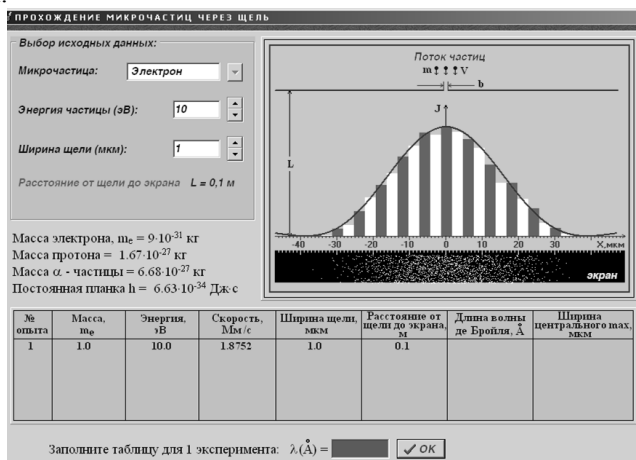 ПРОХОЖДЕНИЕ МИКРОЧАСТИЦ ЧЕРЕЗ ЩЕЛЬ
Выбор исходных данных:
Микрочастица: Электрон
Энергия частицы (эВ): 10
Ширина щели (мкм): 1
Расстояние от щели до экрана L = 0,1 м
Масса электрона, mₑ = 9·10⁻³¹ кг
Масса протона = 1.67·10⁻²⁷ кг
Масса α - частицы = 6.68·10⁻²⁷ кг
Постоянная планка h = 6.63·10⁻³⁴ Дж·с
Поток частиц
m V
b
J
L
-40 -30 -20 -10 0 10 20 30 X,мкм
экран
№ опыта
Масса, mₑ
Энергия, эВ
Скорость, Мм/с
Ширина щели, мкм
Расстояние от щели до экрана, м
Длина волны де Бройля, Å
Ширина центрального max, мкм
1 1.0 10.0 1.8752 1.0 0.1
Заполните таблицу для 1 эксперимента: λ(Å) = OK